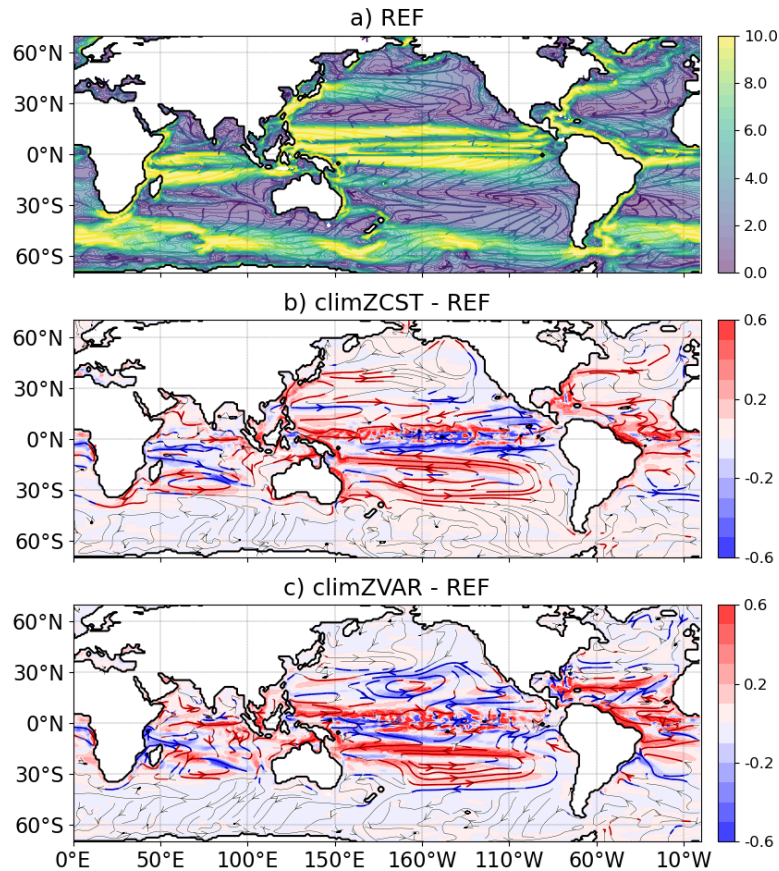 a) REF
60°N
30°N
0°N
30°S
60°S
10.0
8.0
6.0
4.0
2.0
0.0
b) climZCST - REF
60°N
30°N
0°N
30°S
60°S
0.6
0.2
-0.2
-0.6
c) climZVAR - REF
60°N
30°N
0°N
30°S
60°S
0.6
0.2
-0.2
-0.6
0°E 50°E 100°E 150°E 160°W 110°W 60°W 10°W